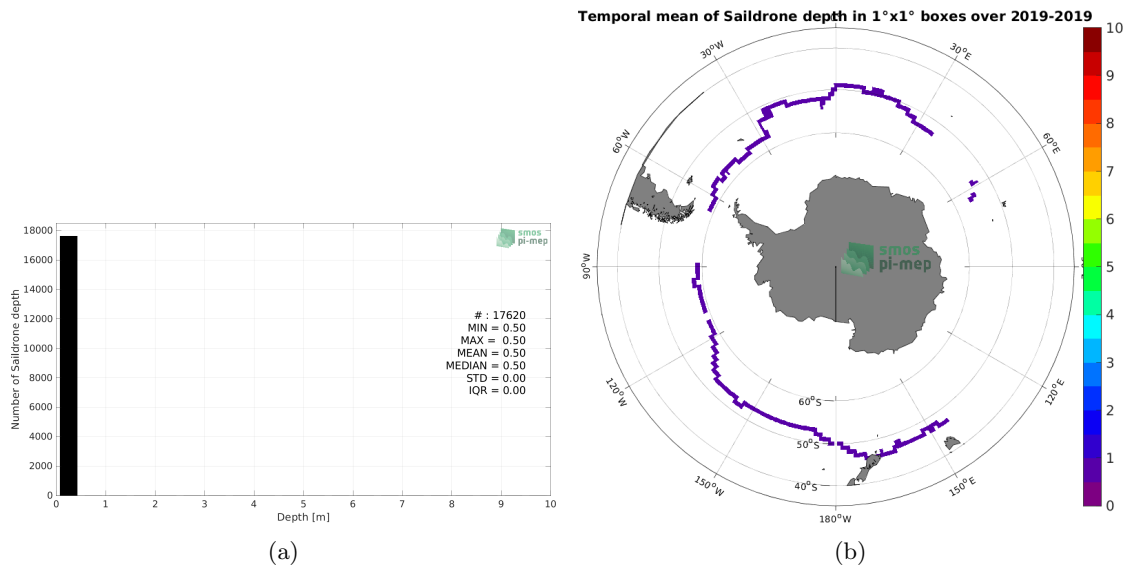 Temporal mean of Saildrone depth in 1°x1° boxes over 2019-2019
18000
16000
14000
12000
10000
8000
6000
4000
2000
0
Number of Saildrone depth
smos
pi-mep
# : 17620
MIN = 0.50
MAX = 0.50
MEAN = 0.50
MEDIAN = 0.50
STD = 0.00
IQR = 0.00
0 1 2 3 4 5 6 7 8 9 10
Depth [m]
(a)
30°W
30°E
60°W
60°E
90°W
120°W
120°E
150°W
150°E
180°W
60°S
50°S
40°S
smos
pi-mep
10
9
8
7
6
5
4
3
2
1
0
(b)